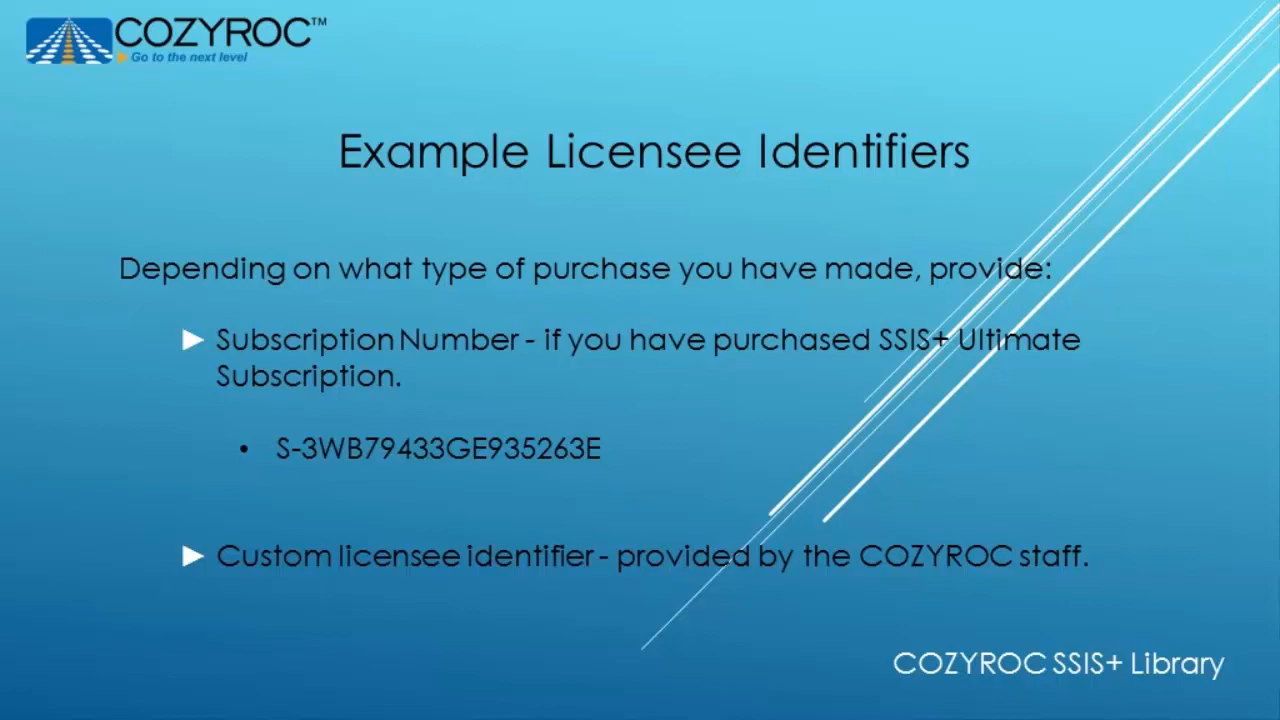 COZYROC™
Go to the next level
Example Licensee Identifiers
Depending on what type of purchase you have made, provide:
► Subscription Number - if you have purchased SSIS+ Ultimate
Subscription.
• S-3WB79433GE935263E
► Custom licensee identifier - provided by the COZYROC staff.
COZYROC SSIS+ Library